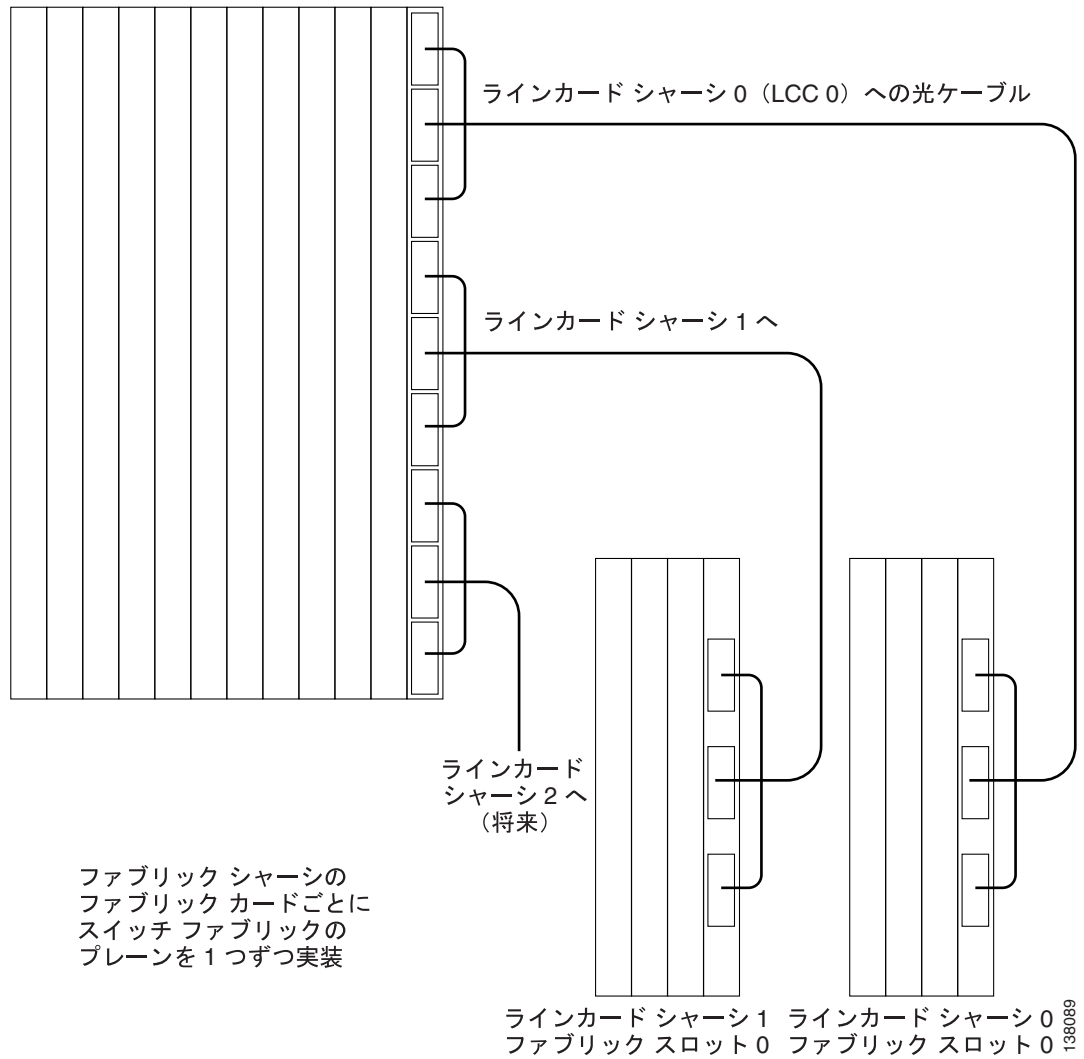 ラインカード シャーシ 0（LCC 0）への光ケーブル
ラインカード シャーシ 1 へ
ラインカード
シャーシ 2 へ
（将来）
ファブリック シャーシの
ファブリック カードごとに
スイッチ ファブリックの
プレーンを 1 つずつ実装
ラインカード シャーシ 1
ファブリック スロット 0
ラインカード シャーシ 0
ファブリック スロット 0
138089